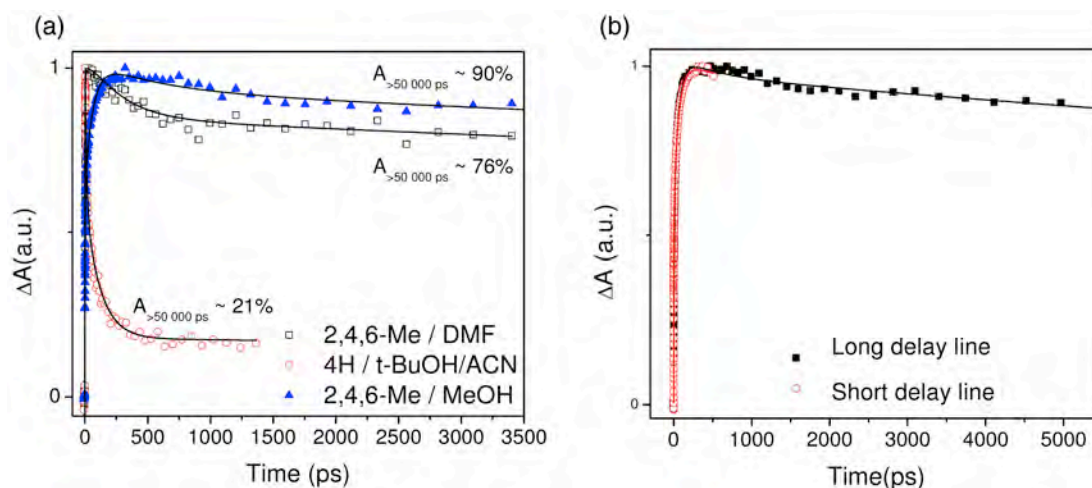 (a)
ΔA(a.u.)
1
0
A>50 000 ps ~ 90%
A>50 000 ps ~ 76%
A>50 000 ps ~ 21%
2,4,6-Me / DMF
4H / t-BuOH/ACN
2,4,6-Me / MeOH
0 500 1000 1500 2000 2500 3000 3500
Time (ps)
(b)
ΔA (a.u.)
1
0
Long delay line
Short delay line
0 1000 2000 3000 4000 5000
Time(ps)